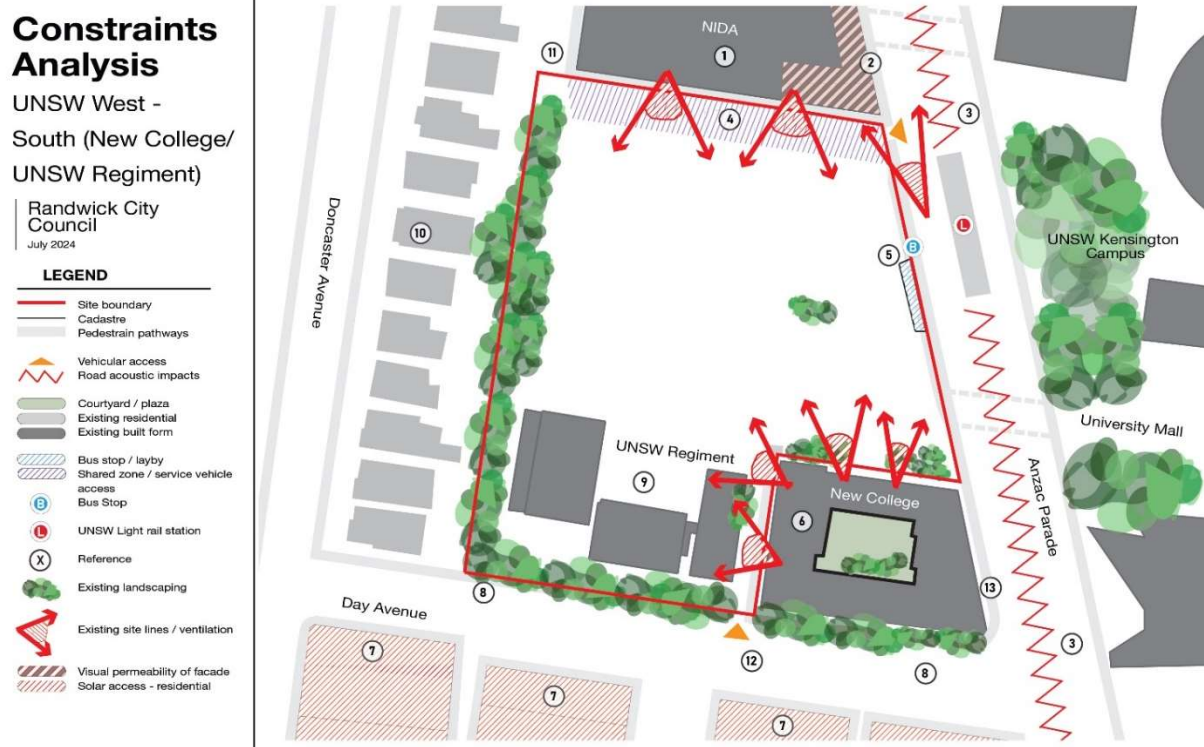 Constraints
Analysis
UNSW West -
South (New College/
UNSW Regiment)
Randwick City
Council
July 2024
LEGEND
Site boundary
Cadastre
Pedestrain pathways
Vehicular access
Road acoustic impacts
Courtyard / plaza
Existing residential
Existing built form
Bus stop / layby
Shared zone / service vehicle
access
B
Bus Stop
L
UNSW Light rail station
X
Reference
Existing landscaping
Existing site lines / ventilation
Visual permeability of facade
Solar access - residential
NIDA
11
1
2
3
4
Doncaster Avenue
10
L
B
5
UNSW Kensington
Campus
University Mall
UNSW Regiment
9
New College
6
Anzac Parade
13
8
Day Avenue
12
8
3
7
7
7